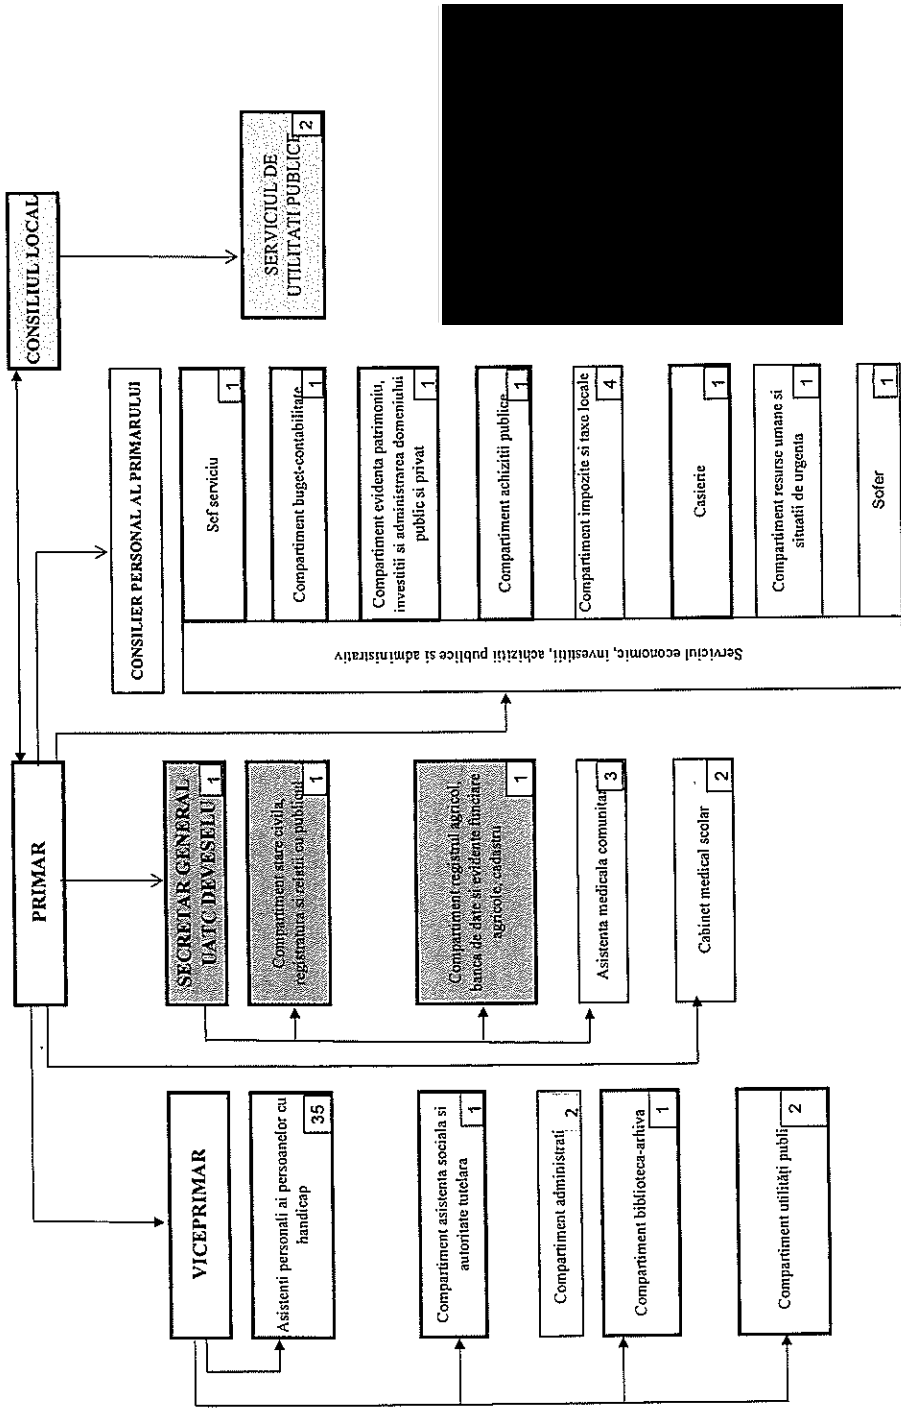 CONSILIUL LOCAL
PRIMAR
SERVICIUL DE
UTILITATI PUBLICE
2
CONSILIER PERSONAL AL PRIMARULUI
VICEPRIMAR
Asistenti personali ai persoanelor cu
handicap
35
Compartiment asistenta sociala si
autoritate tutelara
1
Compartiment administrati
2
Compartiment biblioteca-arhiva
1
Compartiment utilități publi
2
SECRETAR GENERAL
UATC DEVESELU
1
Compartiment stare civila,
registratura si relatii cu publicul
1
Compartiment registrul agricol,
banca de date si evidente funciare
agricole, cadastru
1
Asistenta medicala comunitar
3
Cabinet medical scolar
2
Serviciul economic, investitii, achizitii publice si administrativ
Sef serviciu
1
Compartiment buget-contabilitate
1
Compartiment evidenta patrimoniu,
investitii si administrarea domeniului
public si privat
1
Compartiment achizitii publice
1
Compartiment impozite si taxe locale
4
Casierie
1
Compartiment resurse umane si
situatii de urgenta
1
Sofer
1